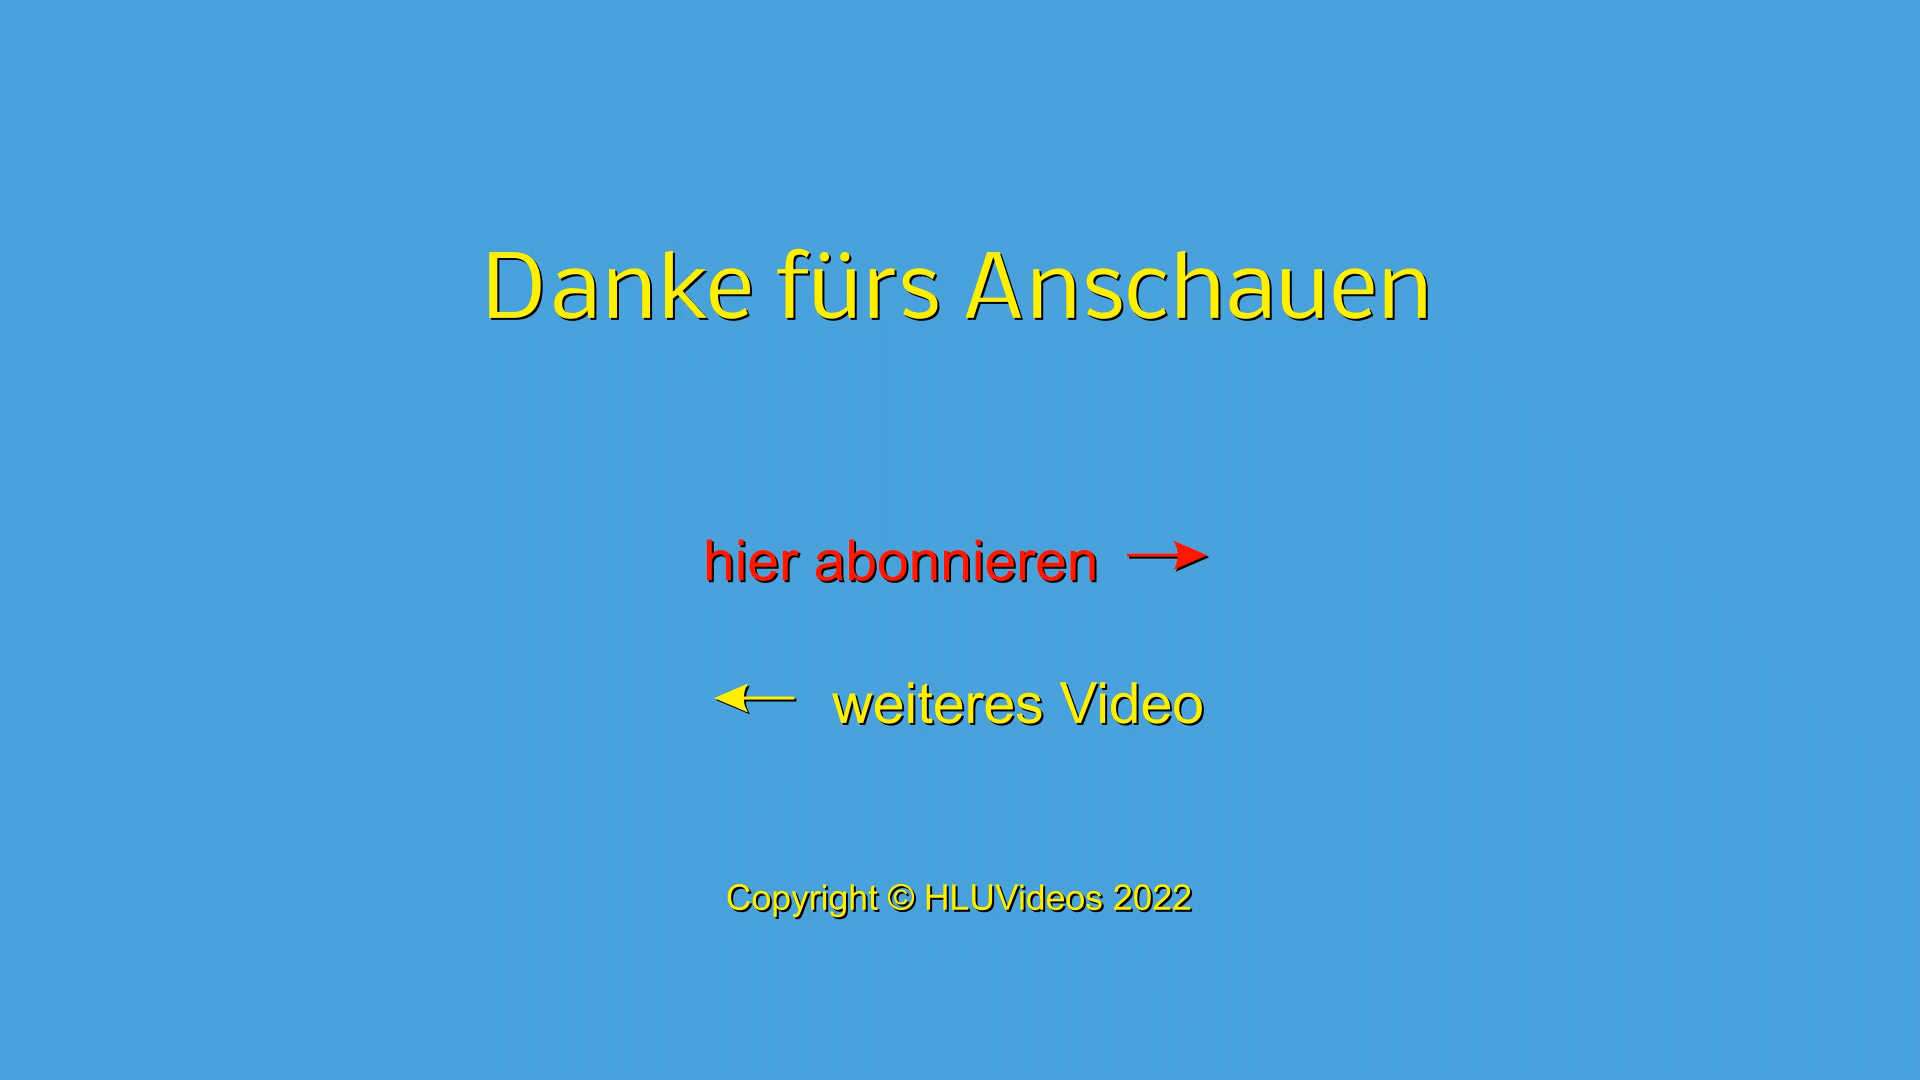 Danke fürs Anschauen
hier abonnieren →
← weiteres Video
Copyright © HLUVideos 2022